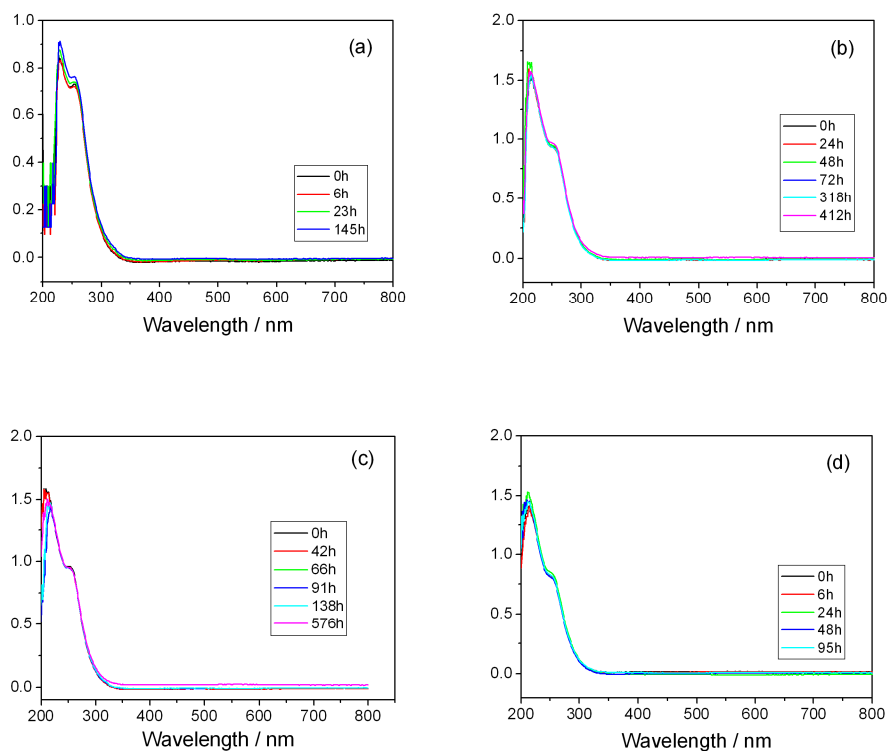 (a)
1.0
0.8
0.6
0.4
0.2
0.0
0h
6h
23h
145h
200 300 400 500 600 700 800
Wavelength / nm
(b)
2.0
1.5
1.0
0.5
0.0
0h
24h
48h
72h
318h
412h
200 300 400 500 600 700 800
Wavelength / nm
(c)
2.0
1.5
1.0
0.5
0.0
0h
42h
66h
91h
138h
576h
200 300 400 500 600 700 800
Wavelength / nm
(d)
2.0
1.5
1.0
0.5
0.0
0h
6h
24h
48h
95h
200 300 400 500 600 700 800
Wavelength / nm